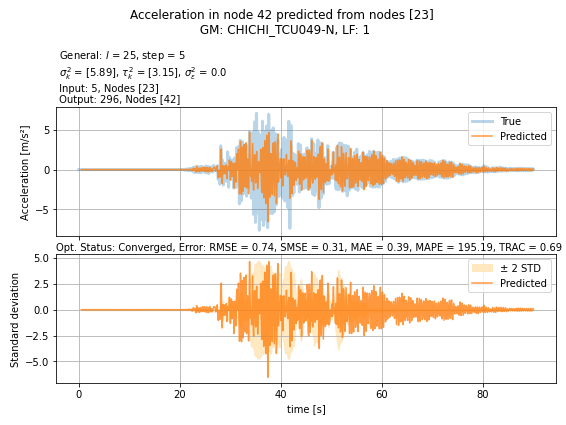 Acceleration in node 42 predicted from nodes [23]
GM: CHICHI_TCU049-N, LF: 1
General: l = 25, step = 5
σ²ₖ = [5.89], τ²ₖ = [3.15], σ²ε = 0.0
Input: 5, Nodes [23]
Output: 296, Nodes [42]
Acceleration [m/s²]
5
0
−5
True
Predicted
Opt. Status: Converged, Error: RMSE = 0.74, SMSE = 0.31, MAE = 0.39, MAPE = 195.19, TRAC = 0.69
Standard deviation
5.0
2.5
0.0
−2.5
−5.0
± 2 STD
Predicted
0 20 40 60 80
time [s]